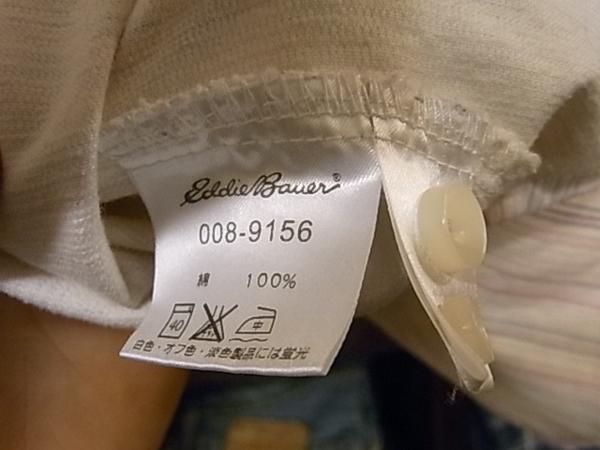 Eddie Bauer®
008-9156
綿 100%
40 中
白色・オフ色・淡色製品には蛍光